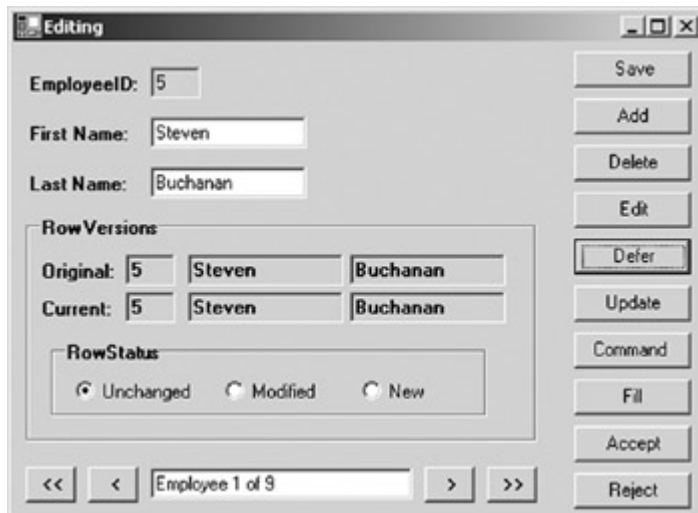 Editing
EmployeeID: 5
First Name: Steven
Last Name: Buchanan
RowVersions
Original: 5 Steven Buchanan
Current: 5 Steven Buchanan
RowStatus
Unchanged Modified New
<< < Employee 1 of 9 > >>
Save
Add
Delete
Edit
Defer
Update
Command
Fill
Accept
Reject